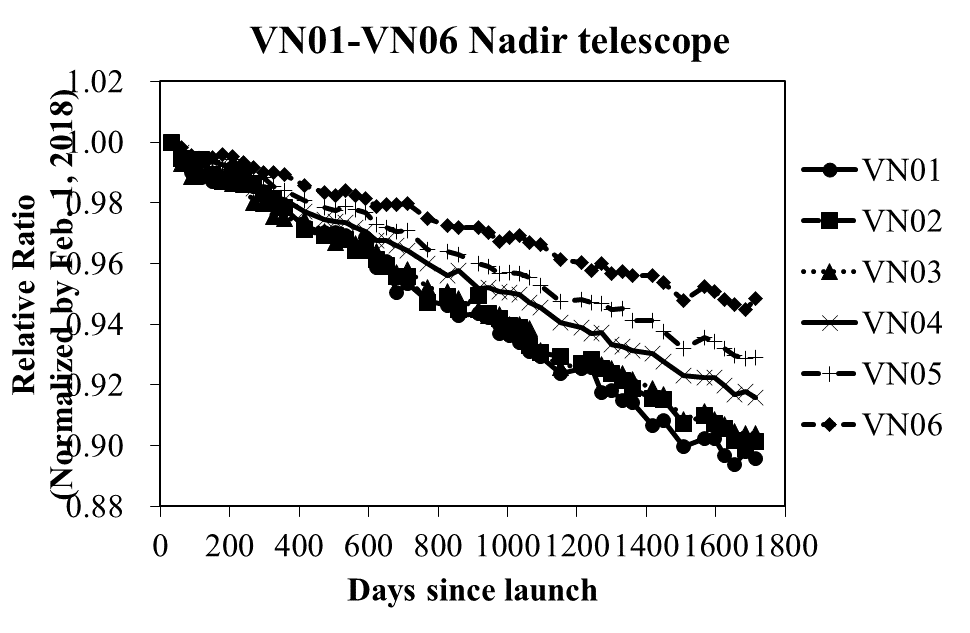 VN01-VN06 Nadir telescope
Relative Ratio
(Normalized by Feb. 1, 2018)
1.02
1.00
0.98
0.96
0.94
0.92
0.90
0.88
0 200 400 600 800 1000 1200 1400 1600 1800
Days since launch
VN01
VN02
VN03
VN04
VN05
VN06